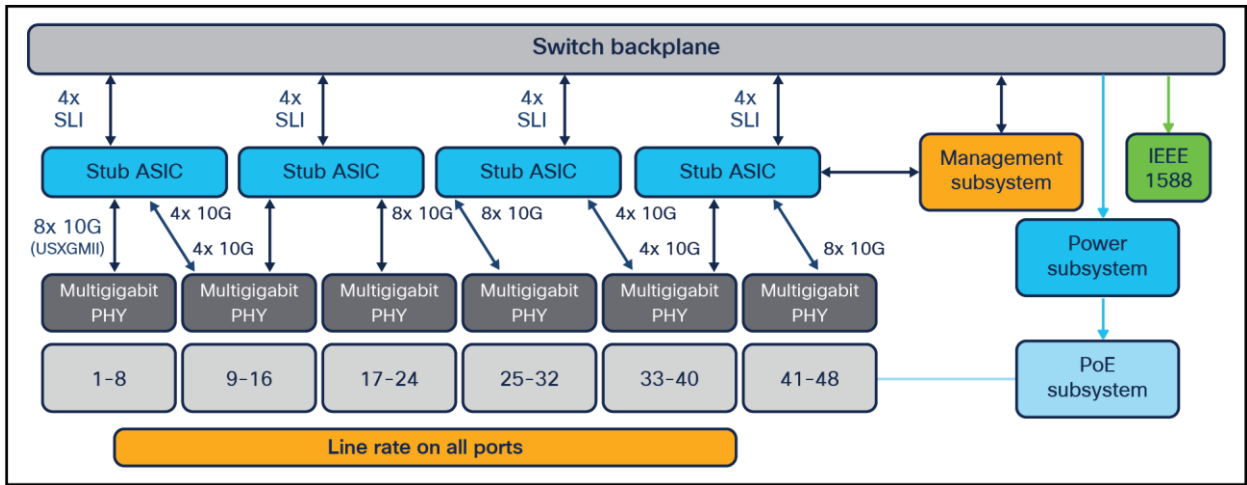 Switch backplane
4x
SLI
4x
SLI
4x
SLI
4x
SLI
Stub ASIC
Stub ASIC
Stub ASIC
Stub ASIC
Management
subsystem
IEEE
1588
8x 10G
(USXGMII)
4x 10G
4x 10G
8x 10G
8x 10G
4x 10G
4x 10G
8x 10G
Power
subsystem
Multigigabit
PHY
Multigigabit
PHY
Multigigabit
PHY
Multigigabit
PHY
Multigigabit
PHY
Multigigabit
PHY
1-8
9-16
17-24
25-32
33-40
41-48
PoE
subsystem
Line rate on all ports